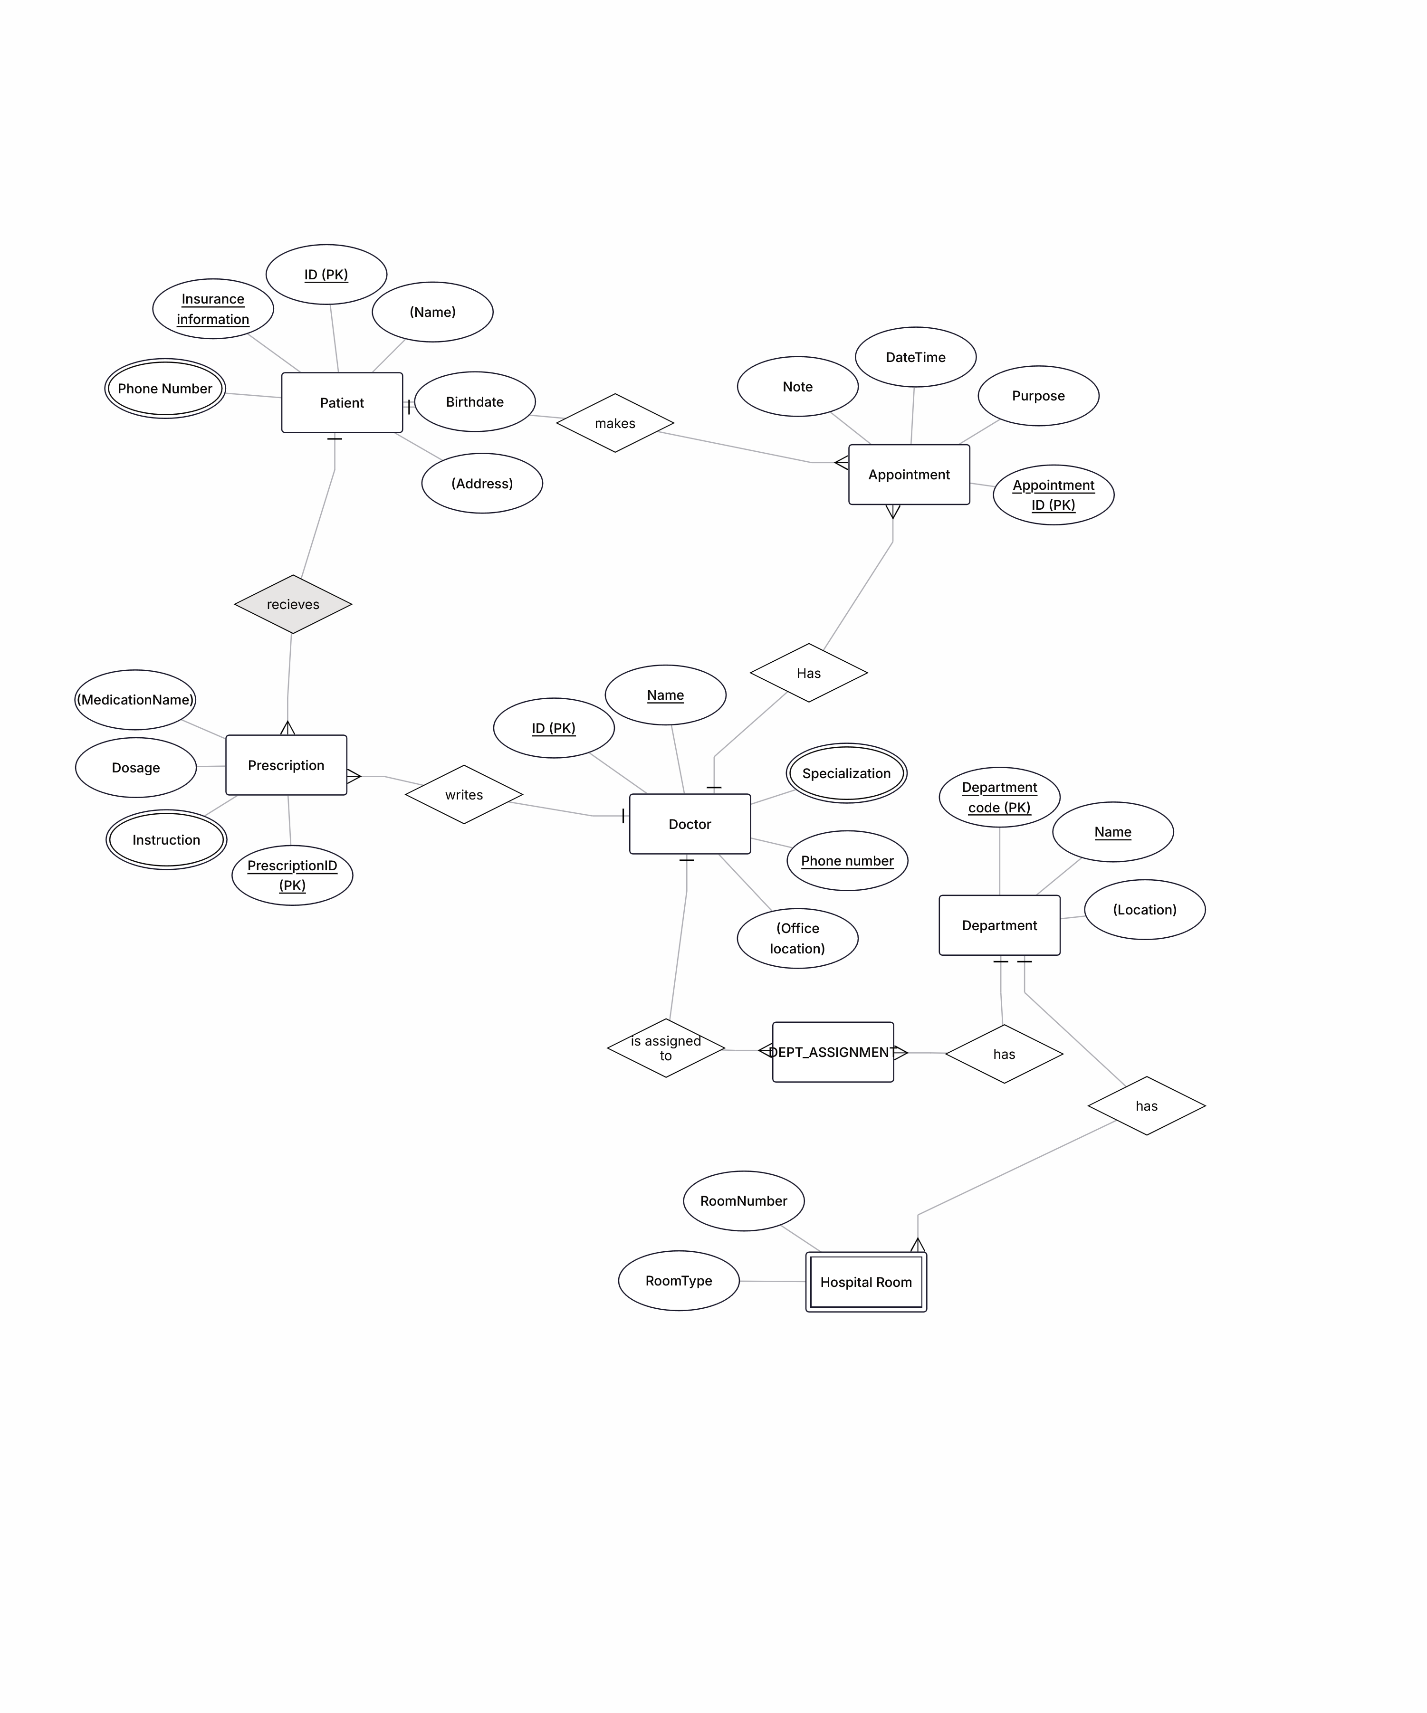 ID (PK)
Insurance
information
(Name)
Phone Number
Patient
Birthdate
(Address)
makes
DateTime
Note
Purpose
Appointment
Appointment
ID (PK)
recieves
Has
(MedicationName)
Dosage
Prescription
Instruction
PrescriptionID
(PK)
writes
Name
ID (PK)
Specialization
Doctor
Phone number
(Office
location)
Department
code (PK)
Name
(Location)
Department
is assigned
to
DEPT_ASSIGNMENT
has
has
RoomNumber
RoomType
Hospital Room